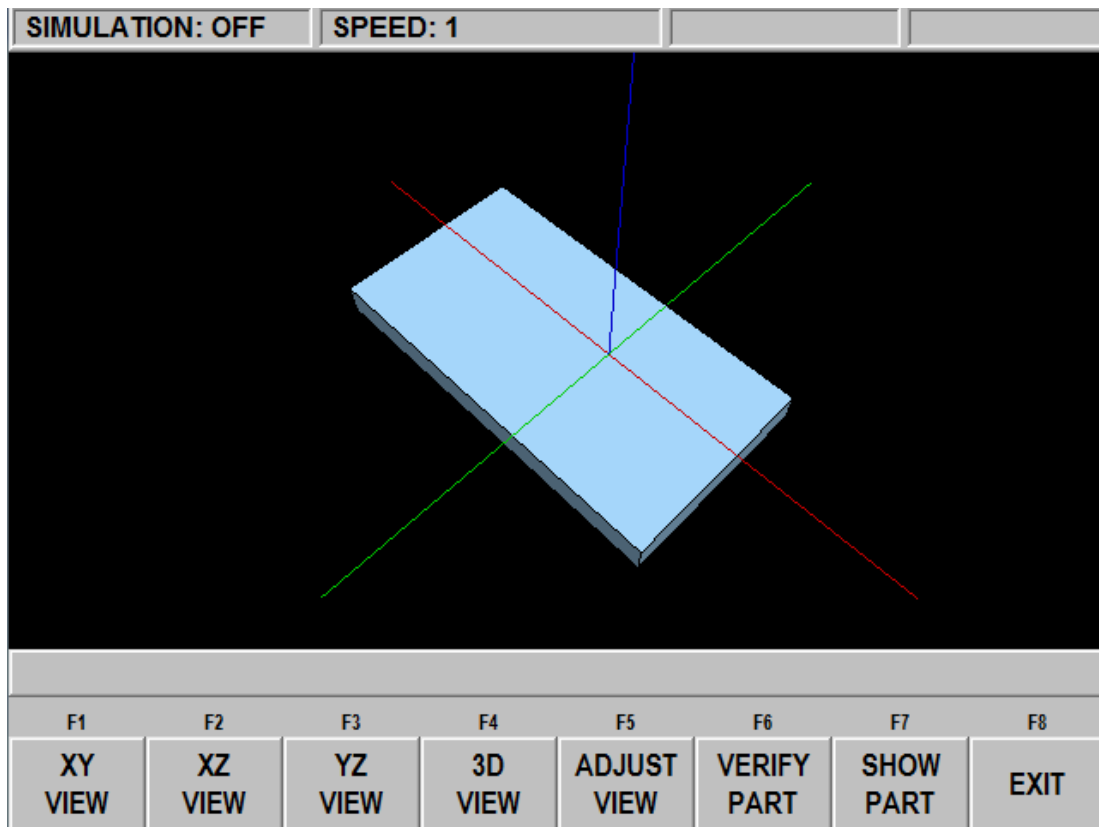 SIMULATION: OFF SPEED: 1
F1 F2 F3 F4 F5 F6 F7 F8
XY XZ YZ 3D ADJUST VERIFY SHOW EXIT
VIEW VIEW VIEW VIEW VIEW PART PART